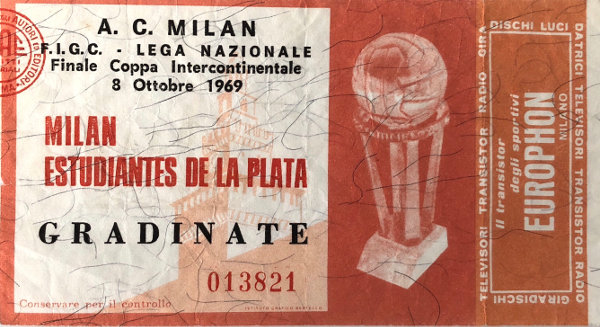 A. C. MILAN
F.I.G.C. - LEGA NAZIONALE
Finale Coppa Intercontinentale
8 Ottobre 1969
MILAN
ESTUDIANTES DE LA PLATA
GRADINATE
013821
Conservare per il controllo
AUTORI ED EDITORI
TELEVISORI TRANSISTOR RADIO GIRA
DISCHI LUCI
Il transistor
degli sportivi
EUROPHON
MILANO
DATRICI TELEVISORI TRANSISTOR RADIO
GIRADISCHI